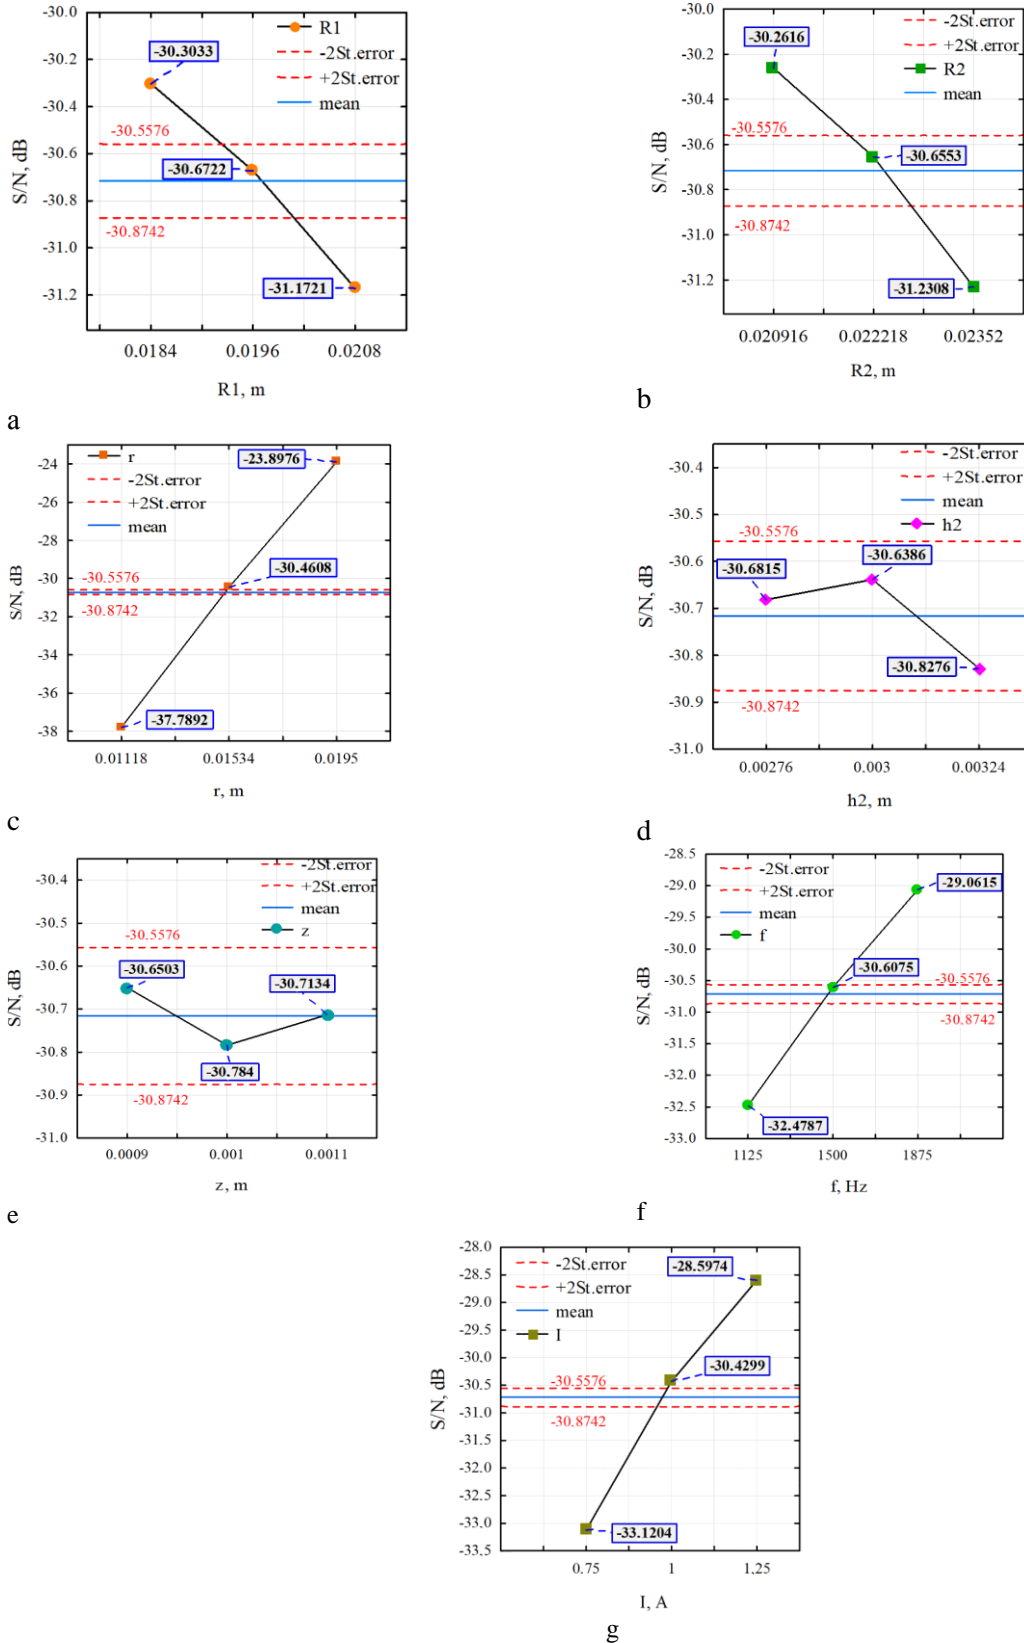 -30.0
-30.2
-30.4
-30.6
-30.8
-31.0
-31.2
S/N, dB
R1
-2St.error
+2St.error
mean
-30.3033
-30.5576
-30.6722
-30.8742
-31.1721
0.0184 0.0196 0.0208
R1, m
a
-30.0
-30.2
-30.4
-30.6
-30.8
-31.0
-31.2
S/N, dB
-2St.error
+2St.error
R2
mean
-30.2616
-30.5576
-30.6553
-30.8742
-31.2308
0.020916 0.022218 0.02352
R2, m
b
-24
-26
-28
-30
-32
-34
-36
-38
S/N, dB
r
-2St.error
+2St.error
mean
-23.8976
-30.4608
-30.5576
-30.8742
-37.7892
0.01118 0.01534 0.0195
r, m
c
-30.4
-30.5
-30.6
-30.7
-30.8
-30.9
-31.0
S/N, dB
-2St.error
+2St.error
mean
h2
-30.5576
-30.6386
-30.6815
-30.8276
-30.8742
0.00276 0.003 0.00324
h2, m
d
-30.4
-30.5
-30.6
-30.7
-30.8
-30.9
-31.0
S/N, dB
-2St.error
+2St.error
mean
z
-30.5576
-30.6503
-30.7134
-30.784
-30.8742
0.0009 0.001 0.0011
z, m
e
-28.5
-29.0
-29.5
-30.0
-30.5
-31.0
-31.5
-32.0
-32.5
-33.0
S/N, dB
-2St.error
+2St.error
mean
f
-29.0615
-30.6075
-30.5576
-30.8742
-32.4787
1125 1500 1875
f, Hz
f
-28.0
-28.5
-29.0
-29.5
-30.0
-30.5
-31.0
-31.5
-32.0
-32.5
-33.0
-33.5
S/N, dB
-2St.error
+2St.error
mean
I
-28.5974
-30.4299
-30.5576
-30.8742
-33.1204
0.75 1 1.25
I, A
g